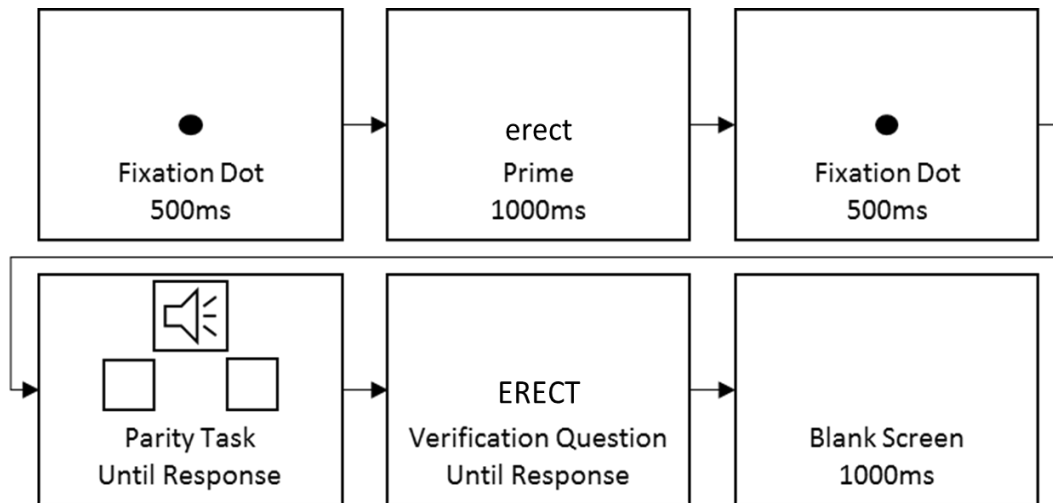 Fixation Dot
500ms
erect
Prime
1000ms
Fixation Dot
500ms
Parity Task
Until Response
ERECT
Verification Question
Until Response
Blank Screen
1000ms